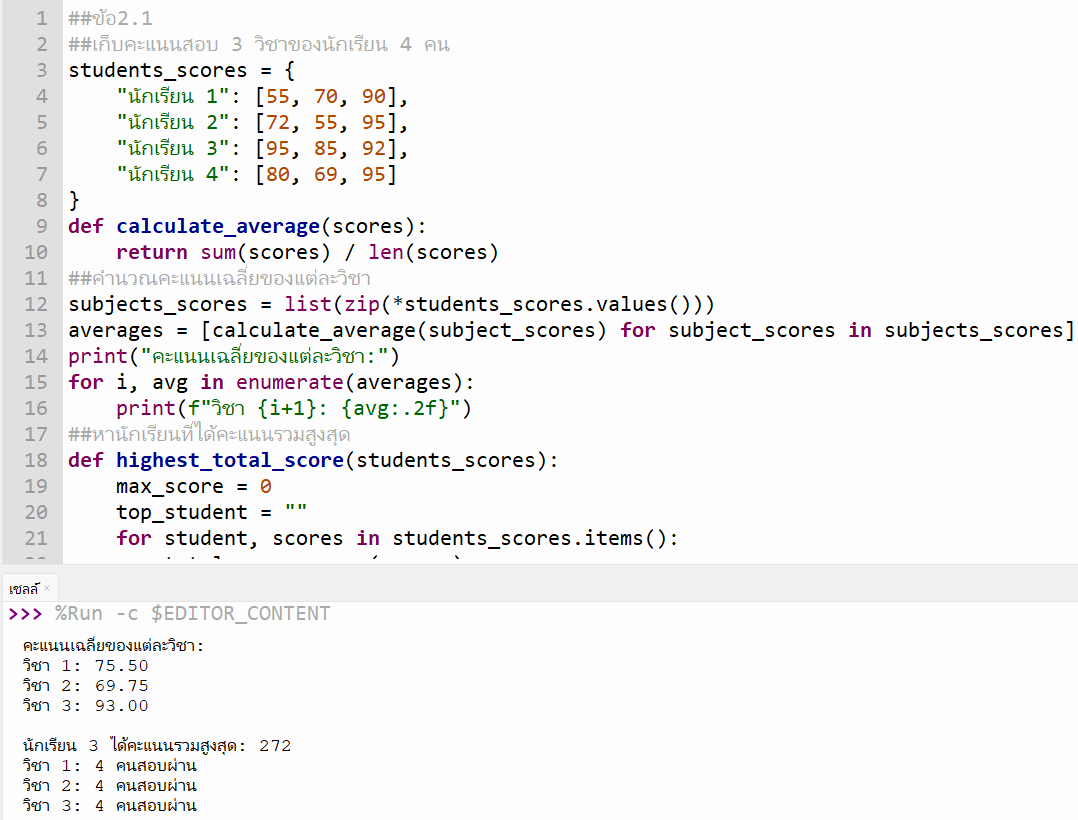 1 ##ข้อ2.1
2 ##เก็บคะแนนสอบ 3 วิชาของนักเรียน 4 คน
3 students_scores = {
4     "นักเรียน 1": [55, 70, 90],
5     "นักเรียน 2": [72, 55, 95],
6     "นักเรียน 3": [95, 85, 92],
7     "นักเรียน 4": [80, 69, 95]
8 }
9 def calculate_average(scores):
10     return sum(scores) / len(scores)
11 ##คำนวณคะแนนเฉลี่ยของแต่ละวิชา
12 subjects_scores = list(zip(*students_scores.values()))
13 averages = [calculate_average(subject_scores) for subject_scores in subjects_scores]
14 print("คะแนนเฉลี่ยของแต่ละวิชา:")
15 for i, avg in enumerate(averages):
16     print(f"วิชา {i+1}: {avg:.2f}")
17 ##หานักเรียนที่ได้คะแนนรวมสูงสุด
18 def highest_total_score(students_scores):
19     max_score = 0
20     top_student = ""
21     for student, scores in students_scores.items():
เชลล์ ×
>>> %Run -c $EDITOR_CONTENT
คะแนนเฉลี่ยของแต่ละวิชา:
วิชา 1: 75.50
วิชา 2: 69.75
วิชา 3: 93.00
นักเรียน 3 ได้คะแนนรวมสูงสุด: 272
วิชา 1: 4 คนสอบผ่าน
วิชา 2: 4 คนสอบผ่าน
วิชา 3: 4 คนสอบผ่าน